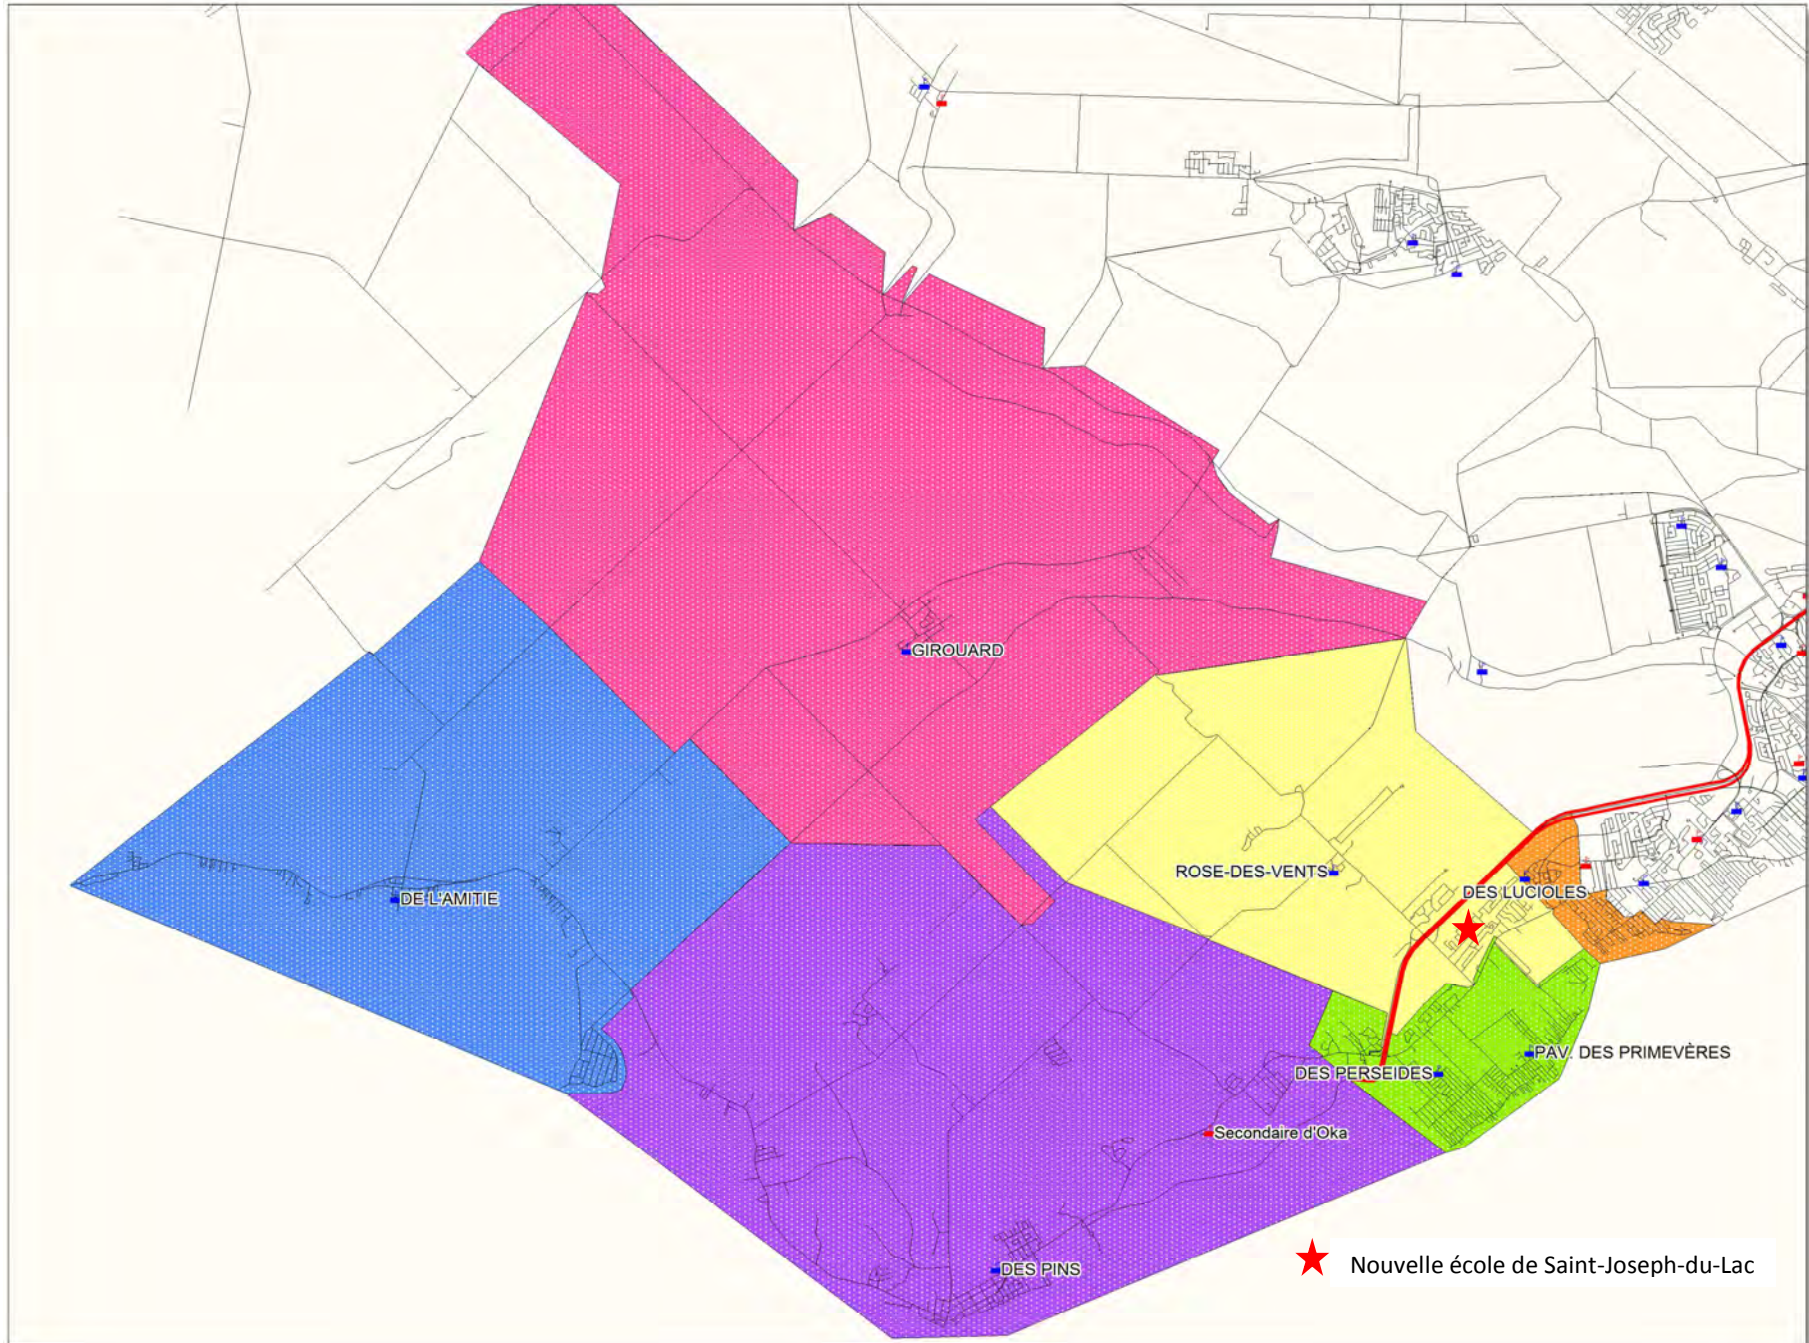 GIROUARD
ROSE-DES-VENTS
DES LUCIOLES
DE L'AMITIE
PAV. DES PRIMEVÈRES
DES PERSEIDES
Secondaire d'Oka
DES PINS
Nouvelle école de Saint-Joseph-du-Lac